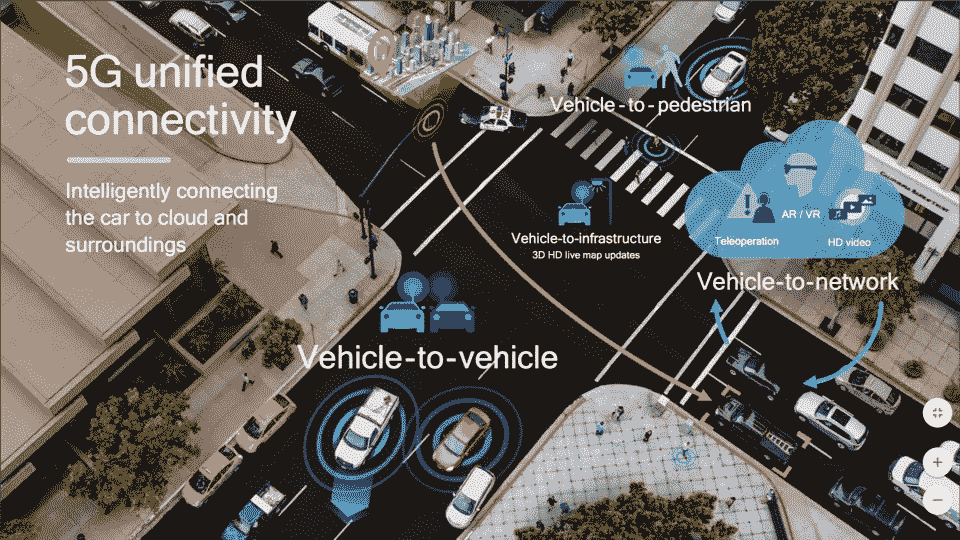 5G unified
connectivity
Intelligently connecting
the car to cloud and
surroundings
Vehicle-to-pedestrian
AR / VR
Teleoperation
HD video
Vehicle-to-infrastructure
3D HD live map updates
Vehicle-to-network
Vehicle-to-vehicle